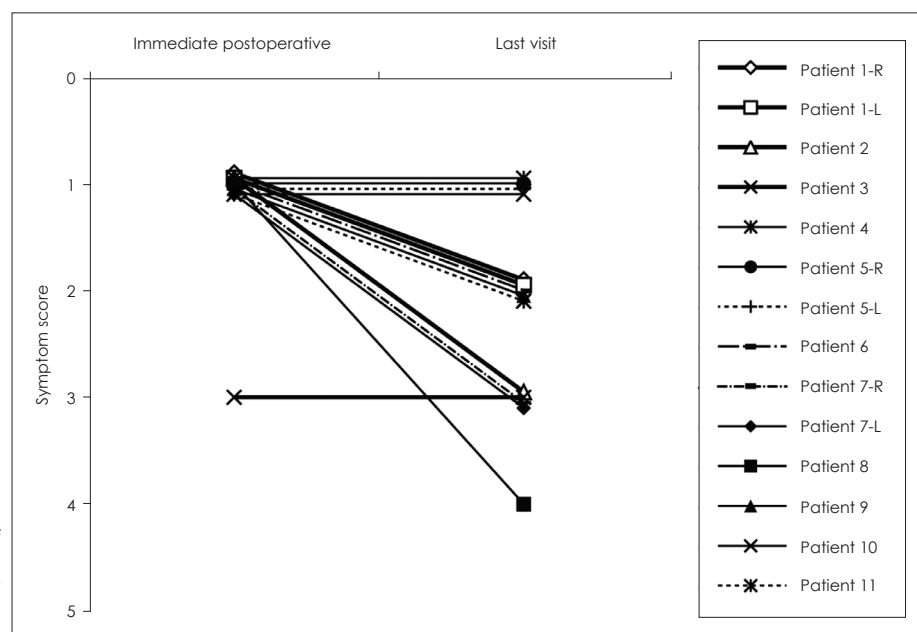 Immediate postoperative
Last visit
0
1
2
3
4
5
Symptom score
Patient 1-R
Patient 1-L
Patient 2
Patient 3
Patient 4
Patient 5-R
Patient 5-L
Patient 6
Patient 7-R
Patient 7-L
Patient 8
Patient 9
Patient 10
Patient 11